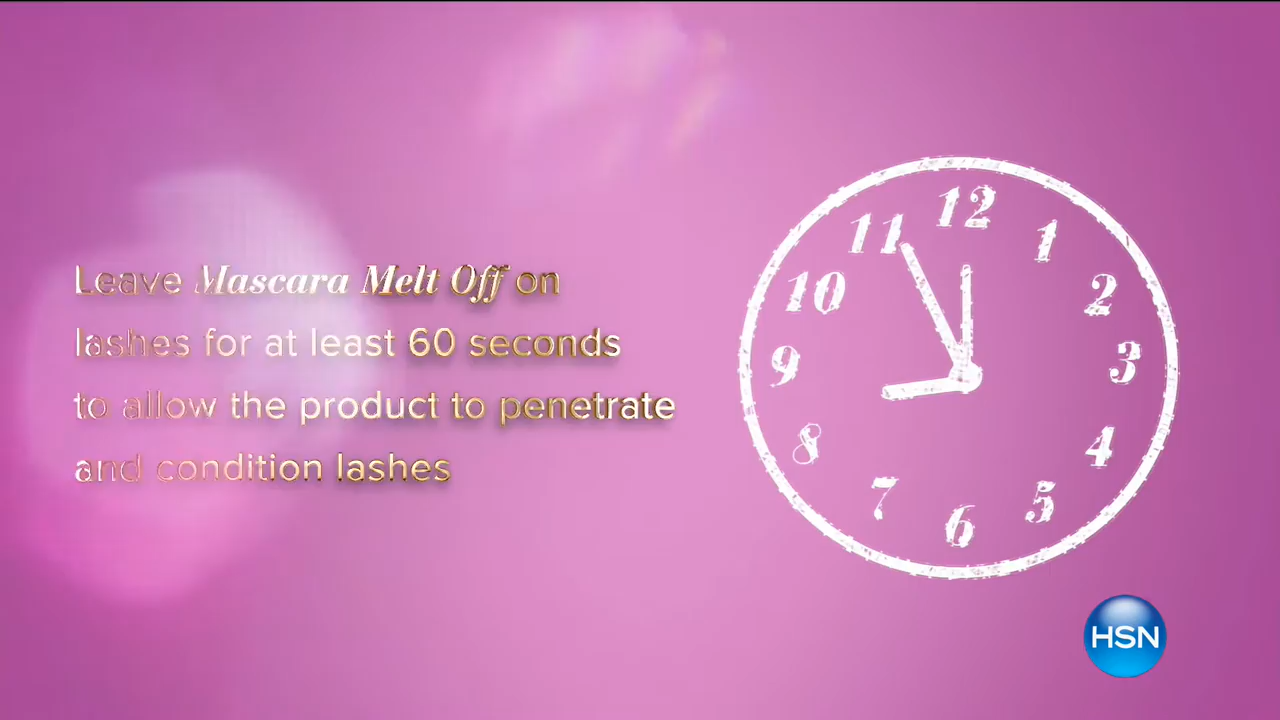 Leave Mascara Melt Off on
lashes for at least 60 seconds
to allow the product to penetrate
and condition lashes
12
11
1
10
2
9
3
8
4
7
5
6
HSN